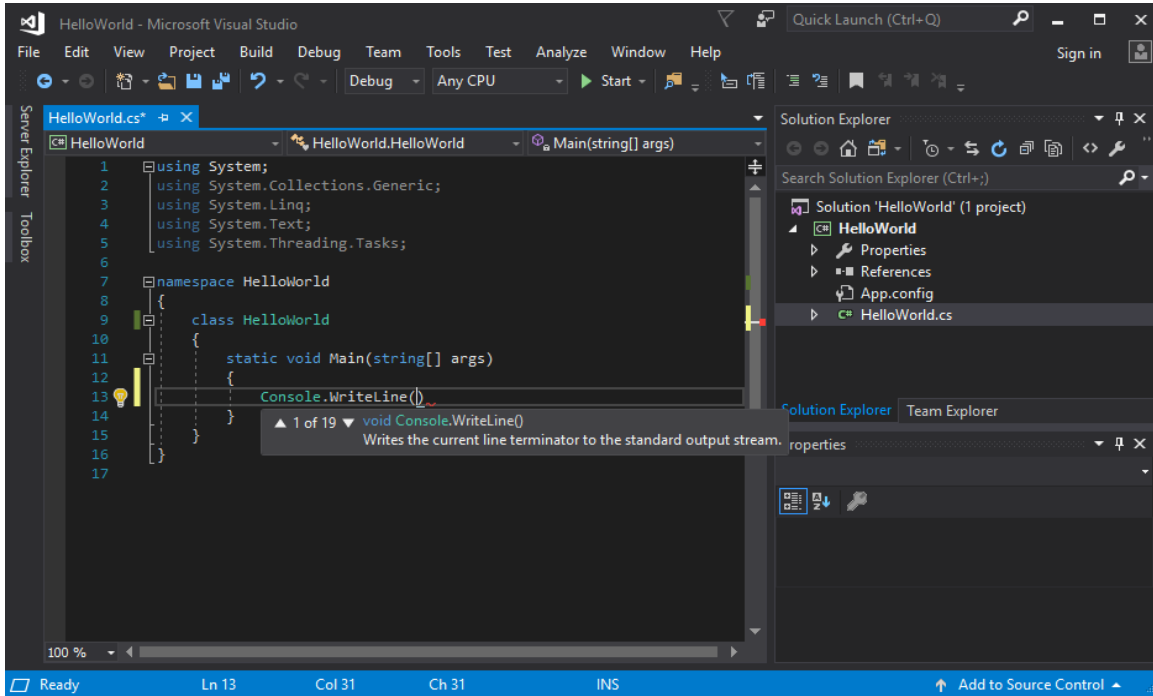 HelloWorld - Microsoft Visual Studio
Quick Launch (Ctrl+Q)
File Edit View Project Build Debug Team Tools Test Analyze Window Help
Sign in
Debug Any CPU Start
Server Explorer
Toolbox
HelloWorld.cs*
C# HelloWorld
HelloWorld.HelloWorld
Main(string[] args)
1 using System;
2 using System.Collections.Generic;
3 using System.Linq;
4 using System.Text;
5 using System.Threading.Tasks;
6
7 namespace HelloWorld
8 {
9 class HelloWorld
10 {
11 static void Main(string[] args)
12 {
13 Console.WriteLine()
14 }
15 }
16 }
17
1 of 19 void Console.WriteLine()
Writes the current line terminator to the standard output stream.
100 %
Solution Explorer
Search Solution Explorer (Ctrl+;)
Solution 'HelloWorld' (1 project)
C# HelloWorld
Properties
References
App.config
C# HelloWorld.cs
Solution Explorer Team Explorer
roperties
Ready Ln 13 Col 31 Ch 31 INS
Add to Source Control